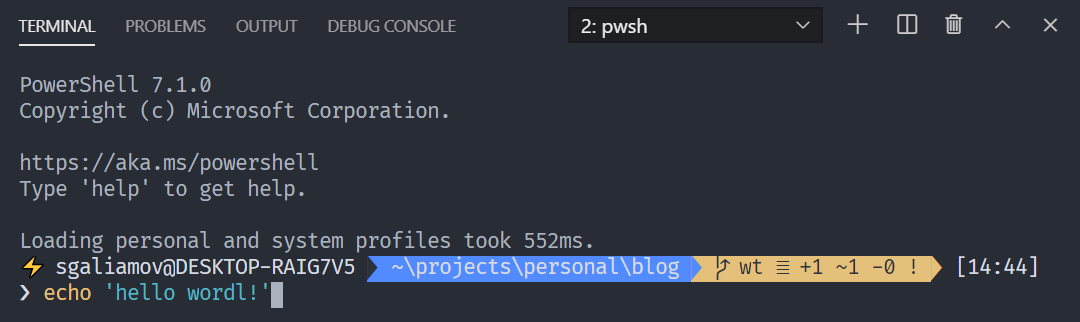 TERMINAL PROBLEMS OUTPUT DEBUG CONSOLE 2: pwsh
PowerShell 7.1.0
Copyright (c) Microsoft Corporation.
https://aka.ms/powershell
Type 'help' to get help.
Loading personal and system profiles took 552ms.
⚡ sgaliamov@DESKTOP-RAIG7V5 ~\projects\personal\blog wt ≣ +1 ~1 -0 ! [14:44]
❯ echo 'hello wordl!'